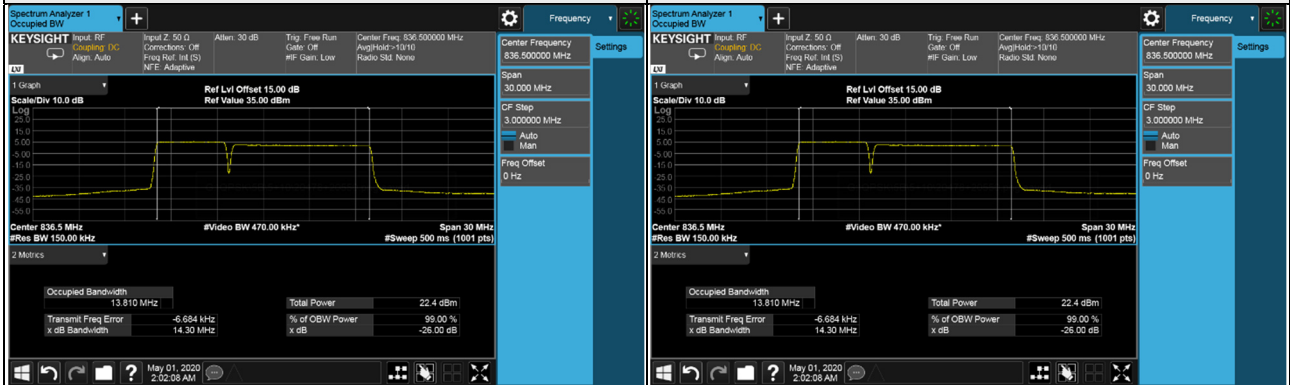 Spectrum Analyzer 1
Occupied BW
+
Frequency
KEYSIGHT
Input: RF
Coupling: DC
Align: Auto
Input Z: 50 Ω
Corrections: Off
Freq Ref: Int (S)
NFE: Adaptive
Atten: 30 dB
Trig: Free Run
Gate: Off
#IF Gain: Low
Center Freq: 836.500000 MHz
Avg|Hold:>10/10
Radio Std: None
LXI
Center Frequency
836.500000 MHz
Settings
Span
30.000 MHz
CF Step
3.000000 MHz
Auto
Man
Freq Offset
0 Hz
1 Graph
Ref Lvl Offset 15.00 dB
Scale/Div 10.0 dB
Ref Value 35.00 dBm
Log
25.0
15.0
5.00
-5.00
-15.0
-25.0
-35.0
-45.0
-55.0
Center 836.5 MHz
#Video BW 470.00 kHz*
Span 30 MHz
#Res BW 150.00 kHz
#Sweep 500 ms (1001 pts)
2 Metrics
Occupied Bandwidth
13.810 MHz
Total Power 22.4 dBm
Transmit Freq Error -6.684 kHz
% of OBW Power 99.00 %
x dB Bandwidth 14.30 MHz
x dB -26.00 dB
?
May 01, 2020
2:02:08 AM
Spectrum Analyzer 1
Occupied BW
+
Frequency
KEYSIGHT
Input: RF
Coupling: DC
Align: Auto
Input Z: 50 Ω
Corrections: Off
Freq Ref: Int (S)
NFE: Adaptive
Atten: 30 dB
Trig: Free Run
Gate: Off
#IF Gain: Low
Center Freq: 836.500000 MHz
Avg|Hold:>10/10
Radio Std: None
LXI
Center Frequency
836.500000 MHz
Settings
Span
30.000 MHz
CF Step
3.000000 MHz
Auto
Man
Freq Offset
0 Hz
1 Graph
Ref Lvl Offset 15.00 dB
Scale/Div 10.0 dB
Ref Value 35.00 dBm
Log
25.0
15.0
5.00
-5.00
-15.0
-25.0
-35.0
-45.0
-55.0
Center 836.5 MHz
#Video BW 470.00 kHz*
Span 30 MHz
#Res BW 150.00 kHz
#Sweep 500 ms (1001 pts)
2 Metrics
Occupied Bandwidth
13.810 MHz
Total Power 22.4 dBm
Transmit Freq Error -6.684 kHz
% of OBW Power 99.00 %
x dB Bandwidth 14.30 MHz
x dB -26.00 dB
?
May 01, 2020
2:02:08 AM